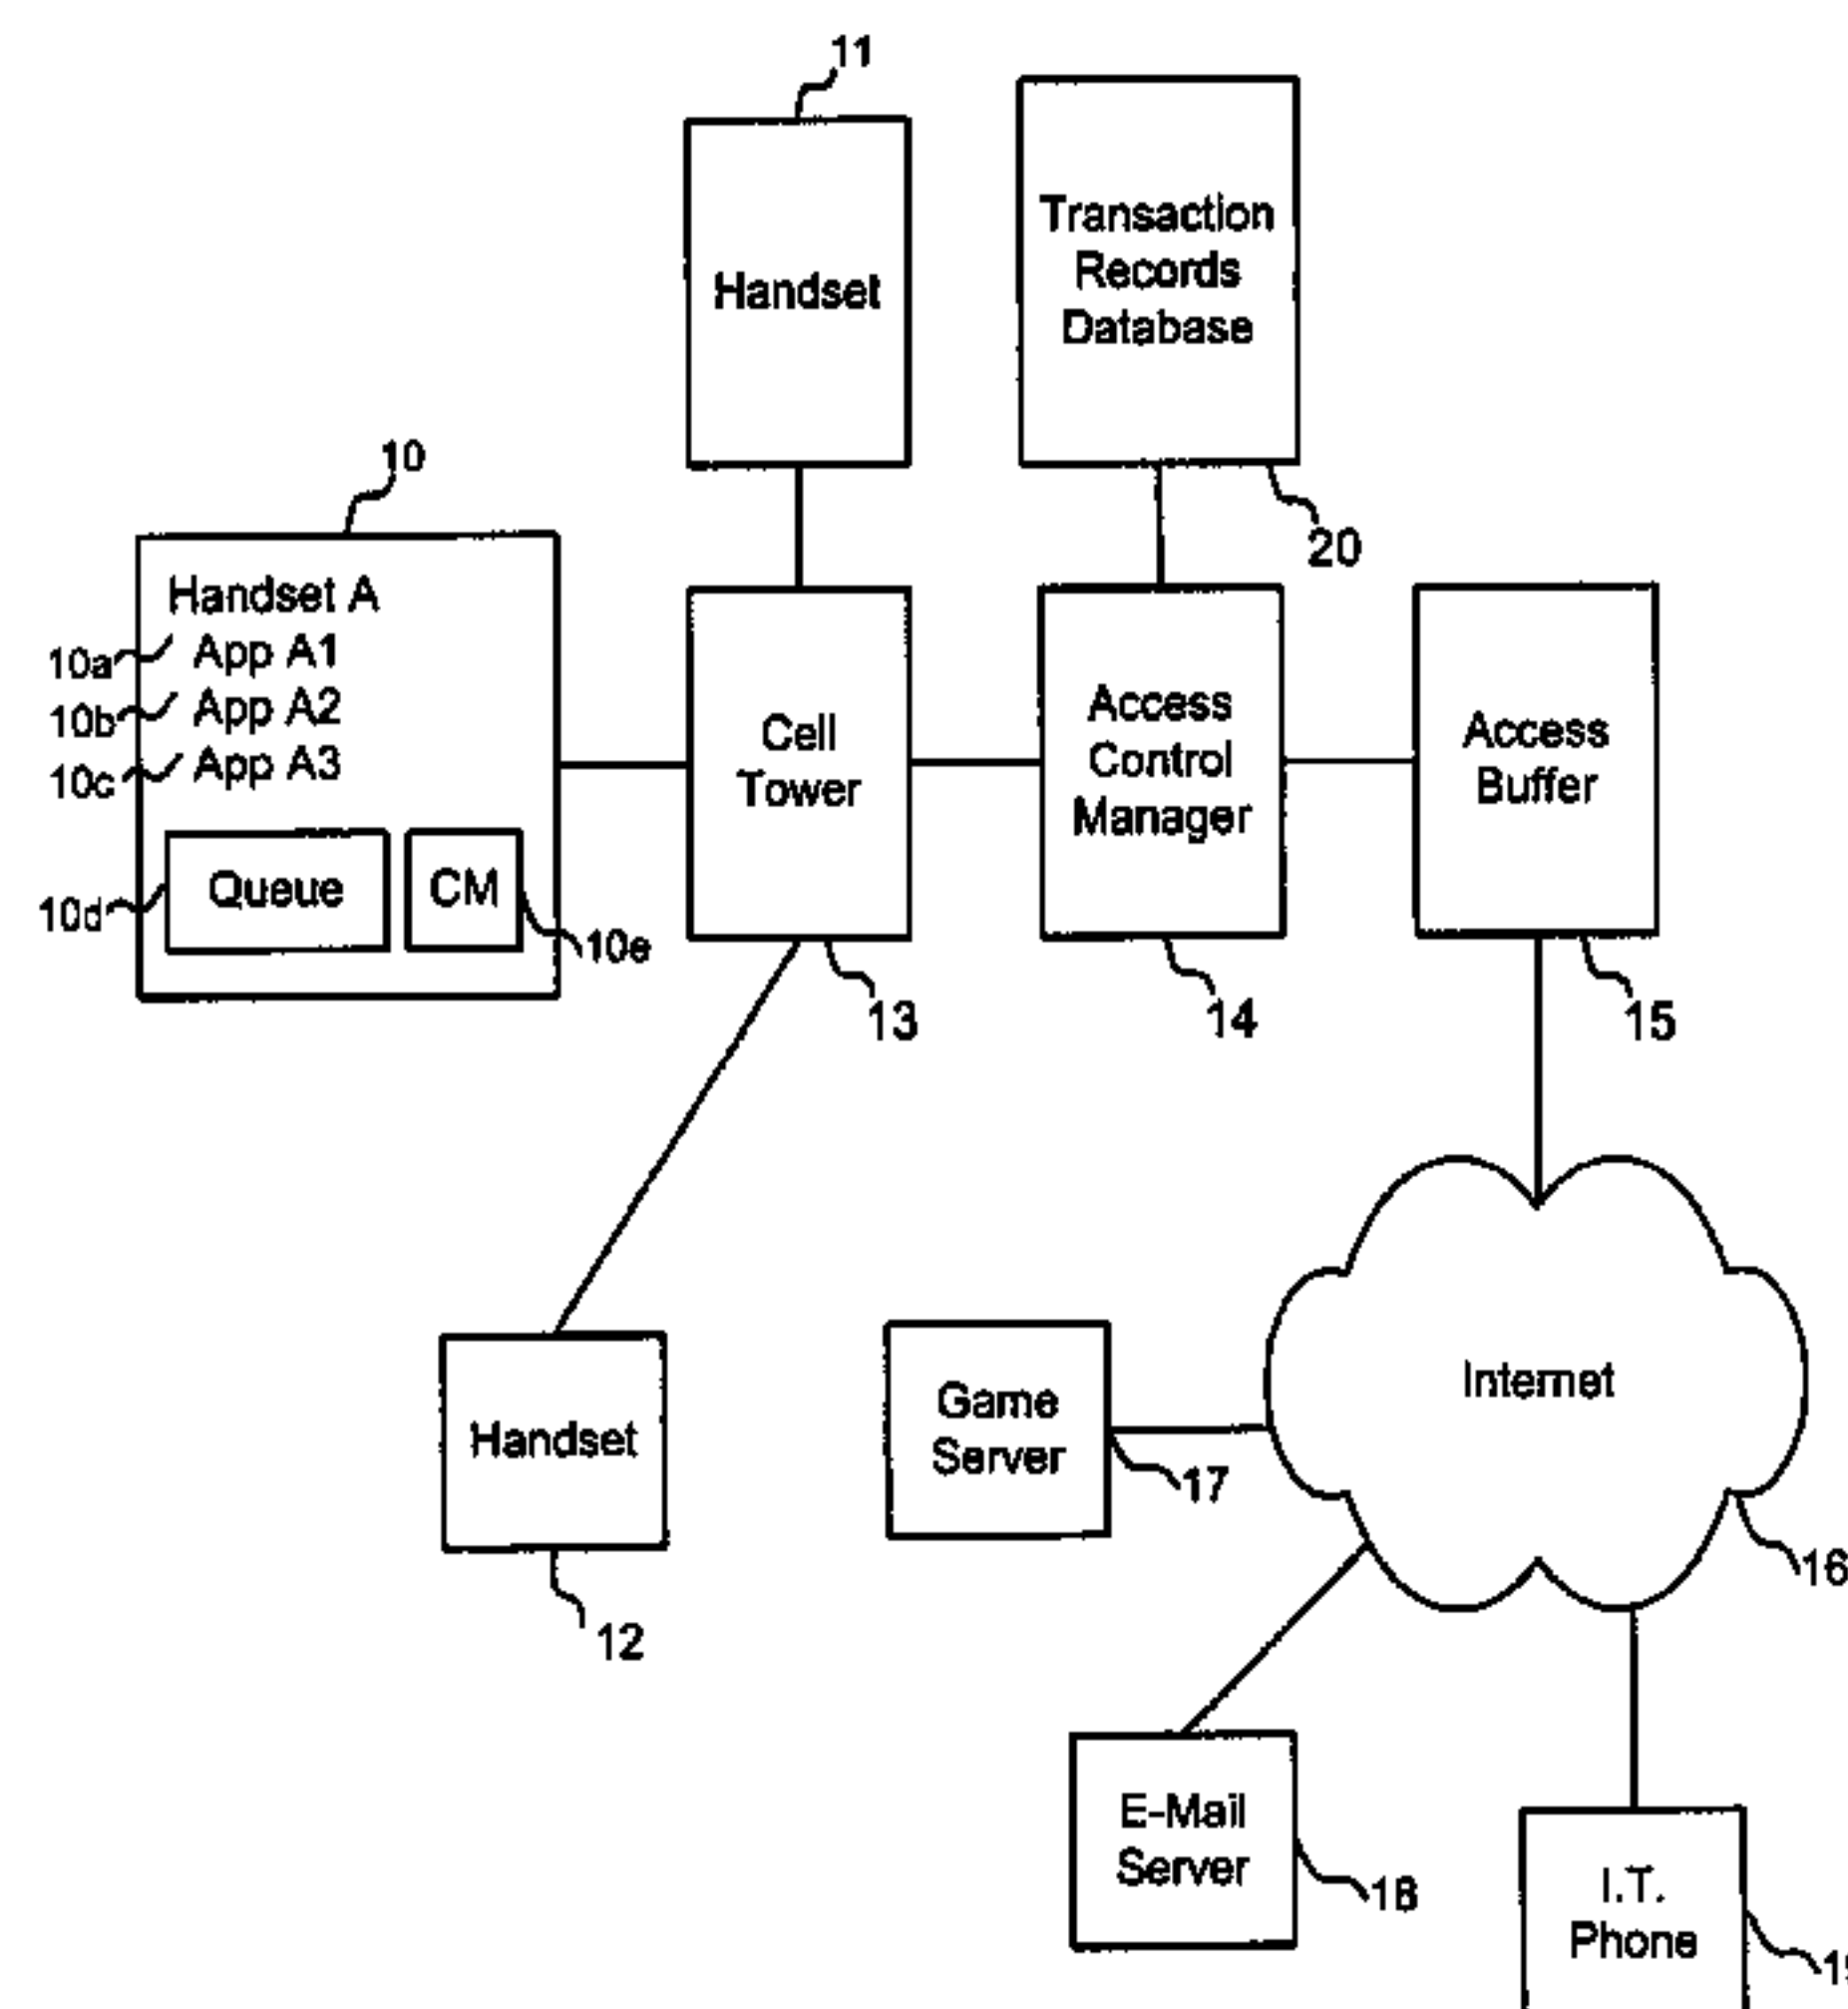 11
Handset
Transaction
Records
Database
20
10
Handset A
10a
App A1
10b
App A2
10c
App A3
10d
Queue
CM
10e
Cell
Tower
13
Access
Control
Manager
14
Access
Buffer
15
Handset
12
Game
Server
17
Internet
16
E-Mail
Server
18
I.T.
Phone